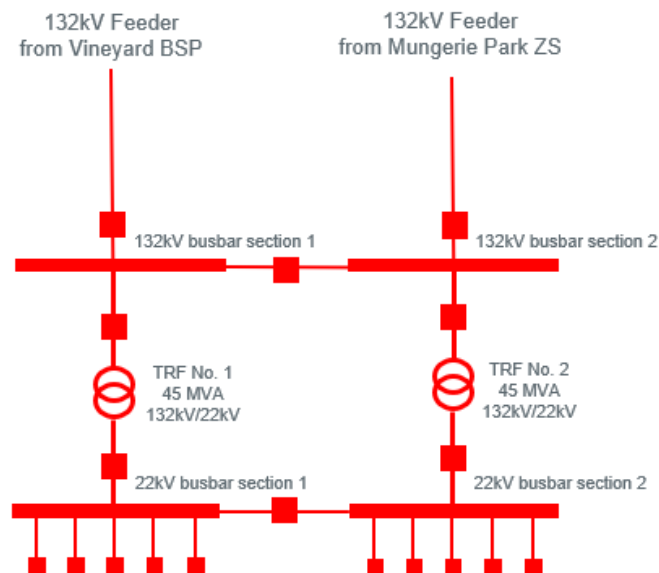 132kV Feeder
from Vineyard BSP
132kV Feeder
from Mungerie Park ZS
132kV busbar section 1
132kV busbar section 2
TRF No. 1
45 MVA
132kV/22kV
TRF No. 2
45 MVA
132kV/22kV
22kV busbar section 1
22kV busbar section 2